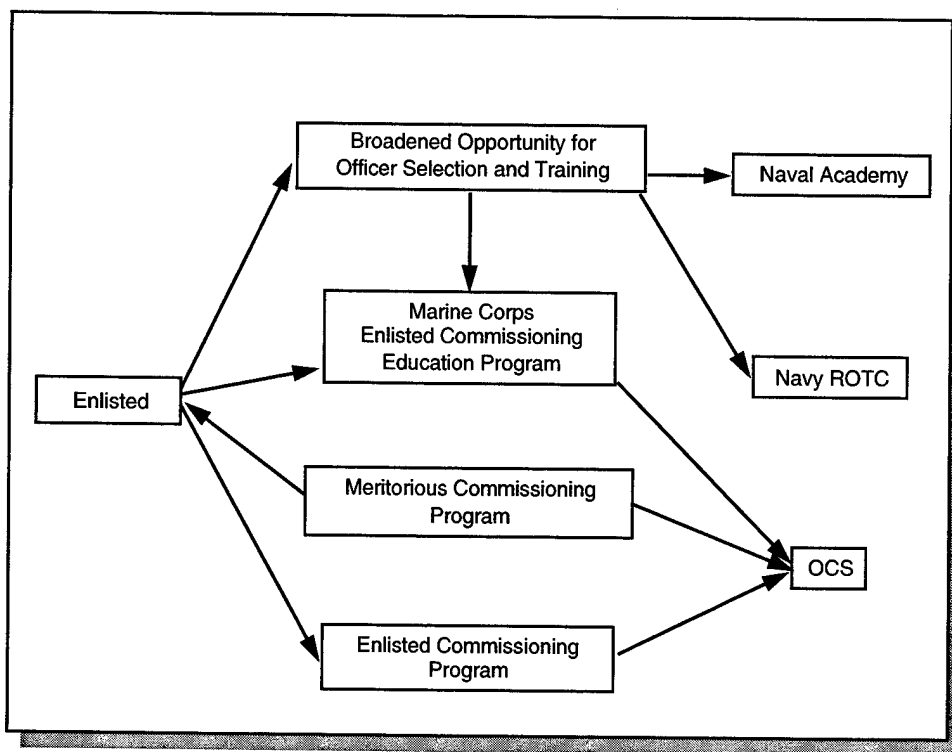 Broadened Opportunity for
Officer Selection and Training
Naval Academy
Marine Corps
Enlisted Commissioning
Education Program
Navy ROTC
Enlisted
Meritorious Commissioning
Program
OCS
Enlisted Commissioning
Program